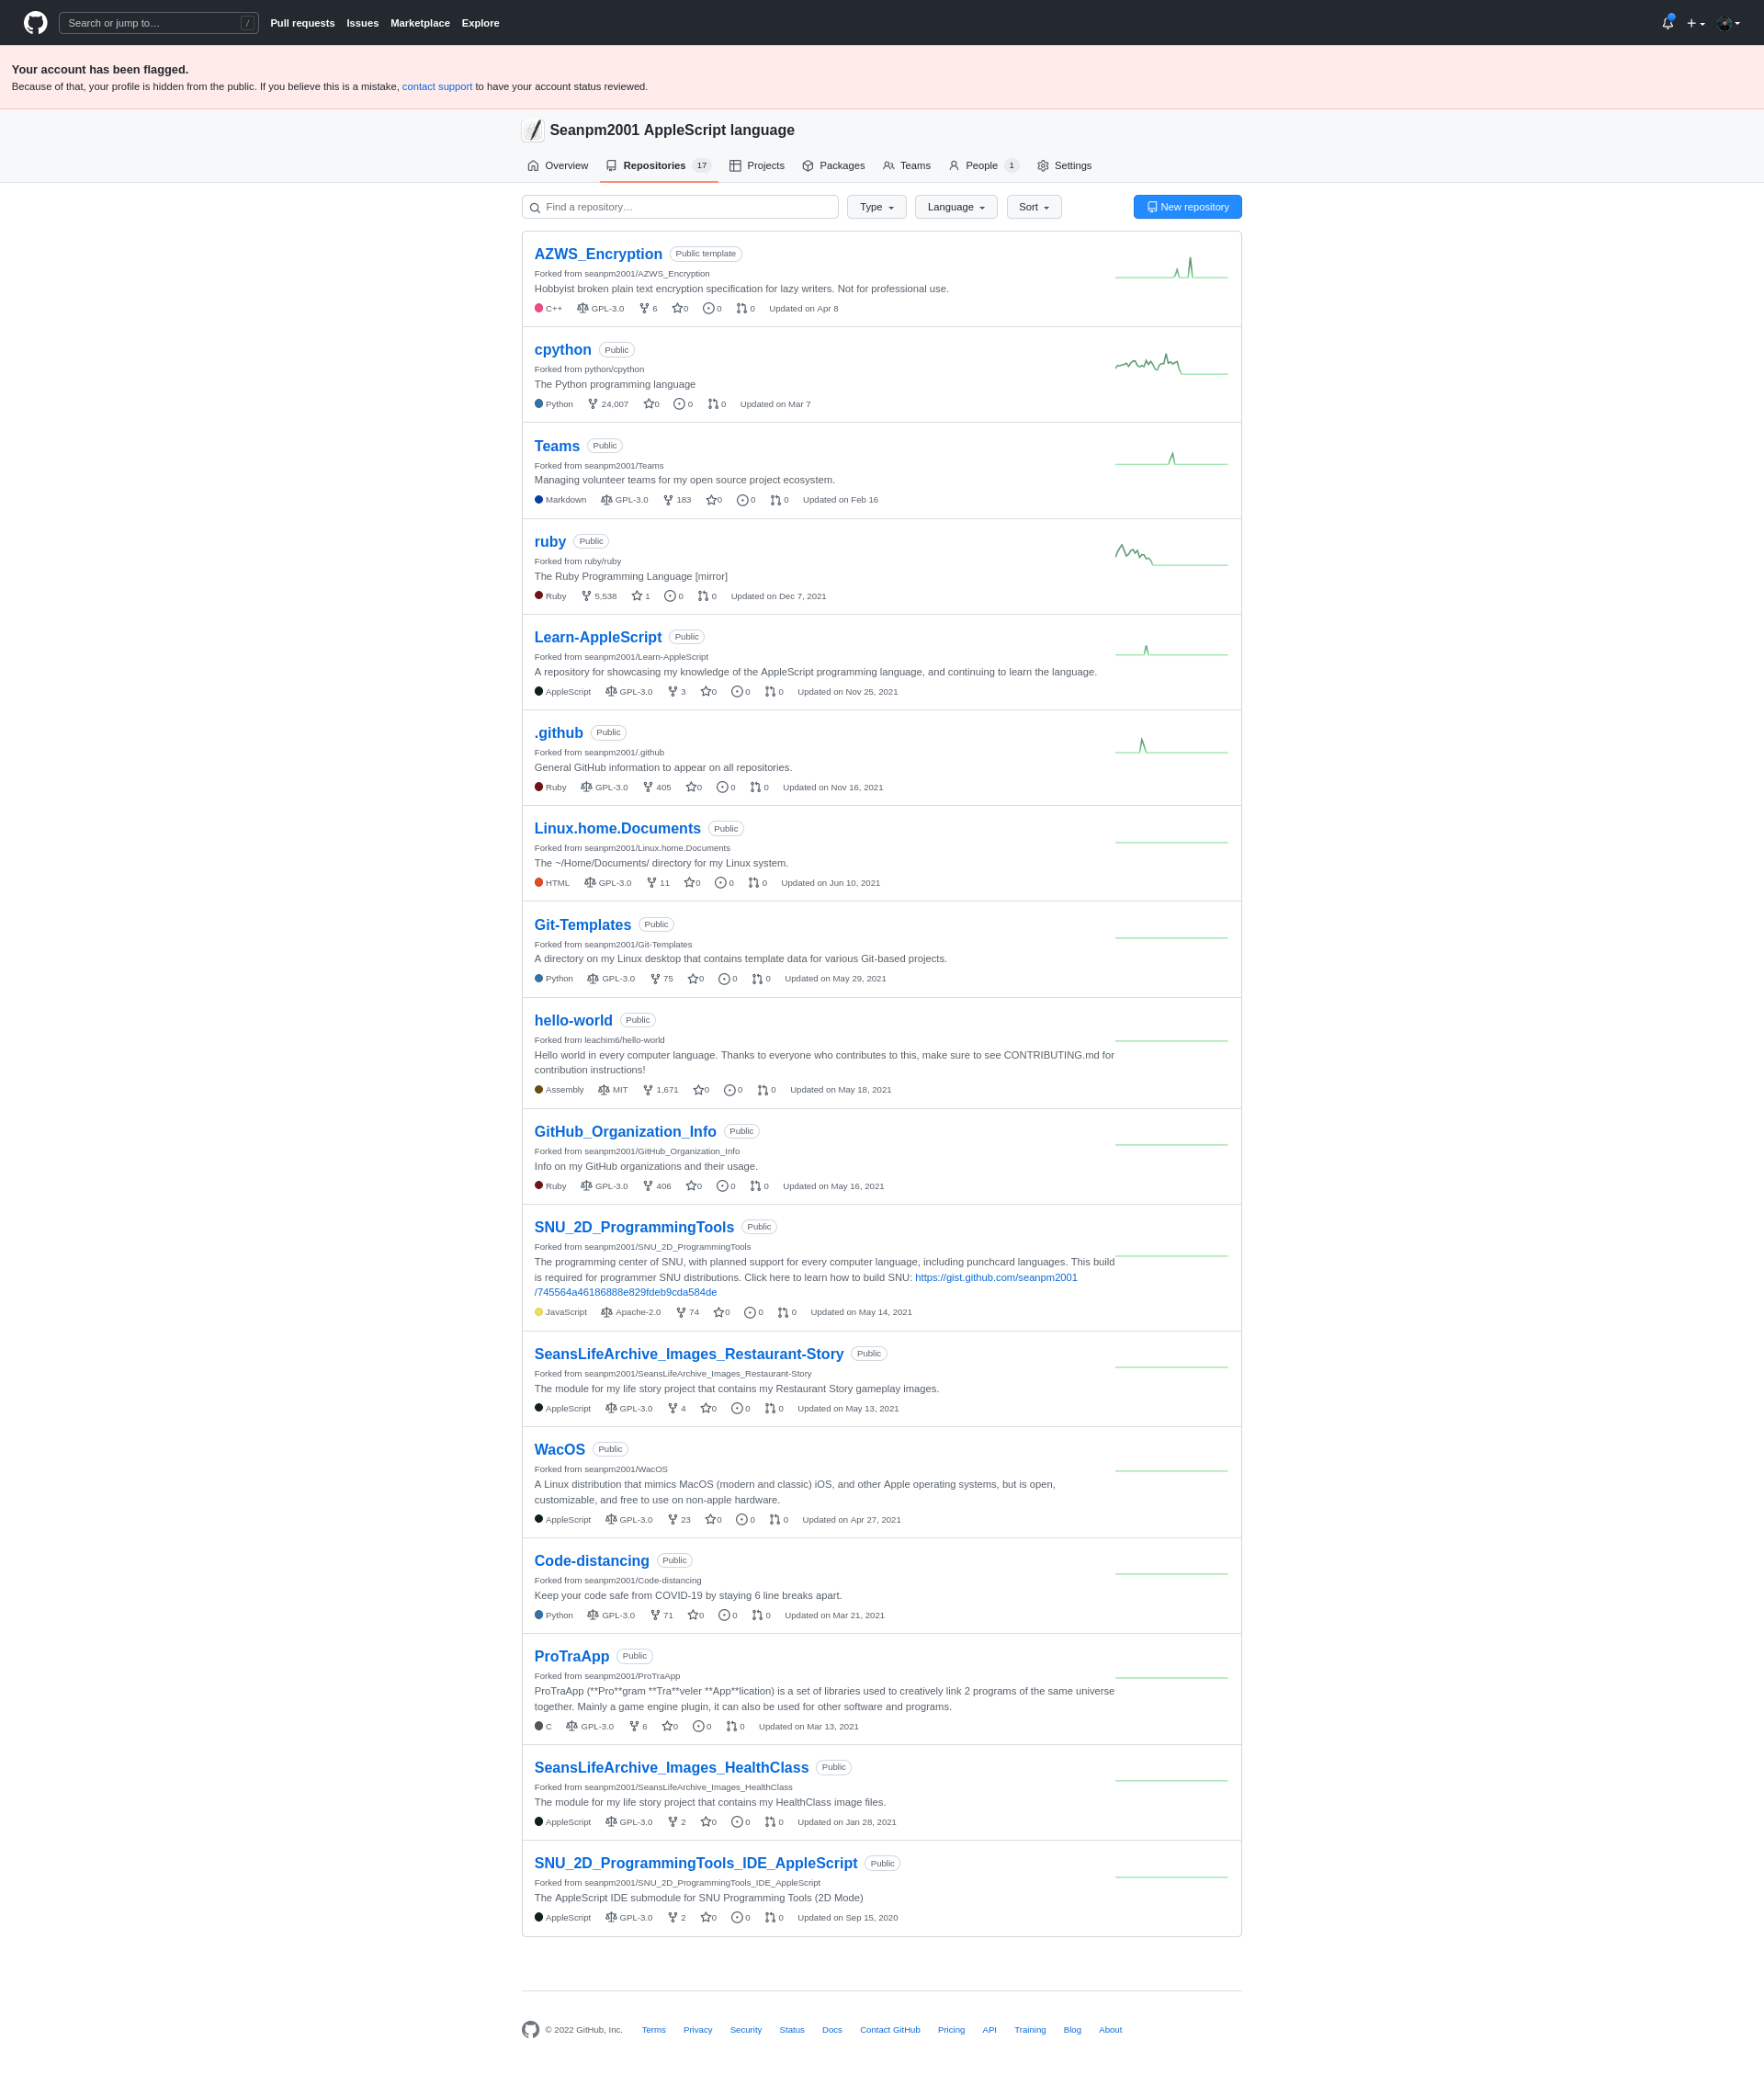 Search or jump to… /
Pull requests Issues Marketplace Explore
Your account has been flagged.
Because of that, your profile is hidden from the public. If you believe this is a mistake, contact support to have your account status reviewed.
Seanpm2001 AppleScript language
Overview Repositories 17 Projects Packages Teams People 1 Settings
Find a repository… Type Language Sort New repository
AZWS_Encryption Public template
Forked from seanpm2001/AZWS_Encryption
Hobbyist broken plain text encryption specification for lazy writers. Not for professional use.
C++ GPL-3.0 6 0 0 0 Updated on Apr 8
cpython Public
Forked from python/cpython
The Python programming language
Python 24,007 0 0 0 Updated on Mar 7
Teams Public
Forked from seanpm2001/Teams
Managing volunteer teams for my open source project ecosystem.
Markdown GPL-3.0 183 0 0 0 Updated on Feb 16
ruby Public
Forked from ruby/ruby
The Ruby Programming Language [mirror]
Ruby 5,538 1 0 0 Updated on Dec 7, 2021
Learn-AppleScript Public
Forked from seanpm2001/Learn-AppleScript
A repository for showcasing my knowledge of the AppleScript programming language, and continuing to learn the language.
AppleScript GPL-3.0 3 0 0 0 Updated on Nov 25, 2021
.github Public
Forked from seanpm2001/.github
General GitHub information to appear on all repositories.
Ruby GPL-3.0 405 0 0 0 Updated on Nov 16, 2021
Linux.home.Documents Public
Forked from seanpm2001/Linux.home.Documents
The ~/Home/Documents/ directory for my Linux system.
HTML GPL-3.0 11 0 0 0 Updated on Jun 10, 2021
Git-Templates Public
Forked from seanpm2001/Git-Templates
A directory on my Linux desktop that contains template data for various Git-based projects.
Python GPL-3.0 75 0 0 0 Updated on May 29, 2021
hello-world Public
Forked from leachim6/hello-world
Hello world in every computer language. Thanks to everyone who contributes to this, make sure to see CONTRIBUTING.md for
contribution instructions!
Assembly MIT 1,671 0 0 0 Updated on May 18, 2021
GitHub_Organization_Info Public
Forked from seanpm2001/GitHub_Organization_Info
Info on my GitHub organizations and their usage.
Ruby GPL-3.0 406 0 0 0 Updated on May 16, 2021
SNU_2D_ProgrammingTools Public
Forked from seanpm2001/SNU_2D_ProgrammingTools
The programming center of SNU, with planned support for every computer language, including punchcard languages. This build
is required for programmer SNU distributions. Click here to learn how to build SNU: https://gist.github.com/seanpm2001
/745564a46186888e829fdeb9cda584de
JavaScript Apache-2.0 74 0 0 0 Updated on May 14, 2021
SeansLifeArchive_Images_Restaurant-Story Public
Forked from seanpm2001/SeansLifeArchive_Images_Restaurant-Story
The module for my life story project that contains my Restaurant Story gameplay images.
AppleScript GPL-3.0 4 0 0 0 Updated on May 13, 2021
WacOS Public
Forked from seanpm2001/WacOS
A Linux distribution that mimics MacOS (modern and classic) iOS, and other Apple operating systems, but is open,
customizable, and free to use on non-apple hardware.
AppleScript GPL-3.0 23 0 0 0 Updated on Apr 27, 2021
Code-distancing Public
Forked from seanpm2001/Code-distancing
Keep your code safe from COVID-19 by staying 6 line breaks apart.
Python GPL-3.0 71 0 0 0 Updated on Mar 21, 2021
ProTraApp Public
Forked from seanpm2001/ProTraApp
ProTraApp (**Pro**gram **Tra**veler **App**lication) is a set of libraries used to creatively link 2 programs of the same universe
together. Mainly a game engine plugin, it can also be used for other software and programs.
C GPL-3.0 6 0 0 0 Updated on Mar 13, 2021
SeansLifeArchive_Images_HealthClass Public
Forked from seanpm2001/SeansLifeArchive_Images_HealthClass
The module for my life story project that contains my HealthClass image files.
AppleScript GPL-3.0 2 0 0 0 Updated on Jan 28, 2021
SNU_2D_ProgrammingTools_IDE_AppleScript Public
Forked from seanpm2001/SNU_2D_ProgrammingTools_IDE_AppleScript
The AppleScript IDE submodule for SNU Programming Tools (2D Mode)
AppleScript GPL-3.0 2 0 0 0 Updated on Sep 15, 2020
© 2022 GitHub, Inc. Terms Privacy Security Status Docs Contact GitHub Pricing API Training Blog About